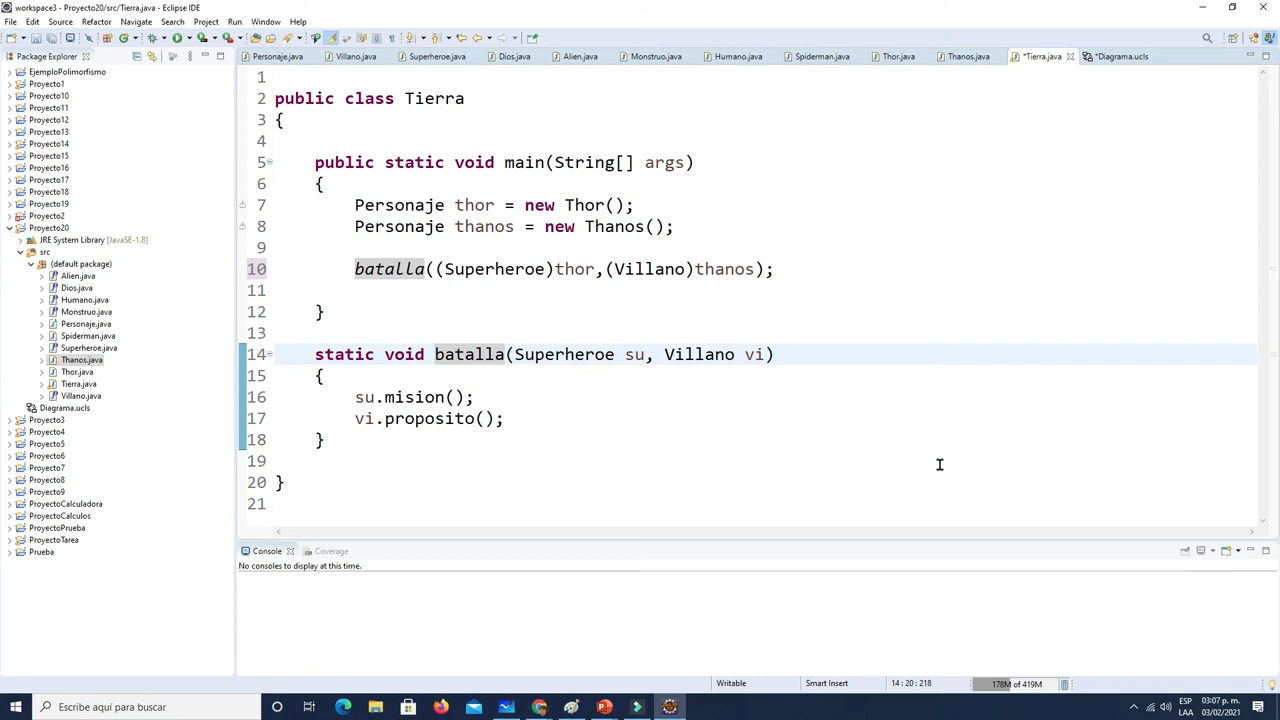 workspace3 - Proyecto20/src/Tierra.java - Eclipse IDE
File Edit Source Refactor Navigate Search Project Run Window Help
Package Explorer
Personaje.java Villano.java Superheroe.java Dios.java Alien.java Monstruo.java Humano.java Spiderman.java Thor.java Thanos.java *Tierra.java *Diagrama.ucls
EjemploPolimorfismo
Proyecto1
Proyecto10
Proyecto11
Proyecto12
Proyecto13
Proyecto14
Proyecto15
Proyecto16
Proyecto17
Proyecto18
Proyecto19
Proyecto2
Proyecto20
JRE System Library [JavaSE-1.8]
src
(default package)
Alien.java
Dios.java
Humano.java
Monstruo.java
Personaje.java
Spiderman.java
Superheroe.java
Thanos.java
Thor.java
Tierra.java
Villano.java
Diagrama.ucls
Proyecto3
Proyecto4
Proyecto5
Proyecto6
Proyecto7
Proyecto8
Proyecto9
ProyectoCalculadora
ProyectoCalculos
ProyectoPrueba
ProyectoTarea
Prueba
1
2 public class Tierra
3 {
4
5 public static void main(String[] args)
6 {
7 Personaje thor = new Thor();
8 Personaje thanos = new Thanos();
9
10 batalla((Superheroe)thor,(Villano)thanos);
11
12 }
13
14 static void batalla(Superheroe su, Villano vi)
15 {
16 su.mision();
17 vi.proposito();
18 }
19
20 }
21
Console Coverage
No consoles to display at this time.
Writable Smart Insert 14 : 20 : 218 178M of 419M
Escribe aquí para buscar
ESP 03:07 p. m.
LAA 03/02/2021